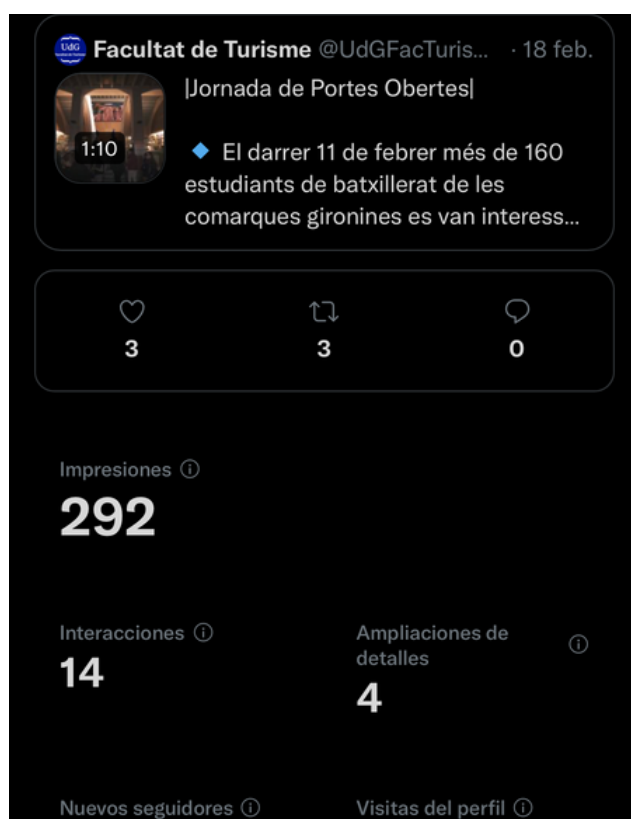 UdG
Facultat de Turisme @UdGFacTuris... · 18 feb.
|Jornada de Portes Obertes|
1:10
🔹 El darrer 11 de febrer més de 160
estudiants de batxillerat de les
comarques gironines es van interess...
3 3 0
Impresiones
292
Interacciones Ampliaciones de
detalles
14 4
Nuevos seguidores Visitas del perfil